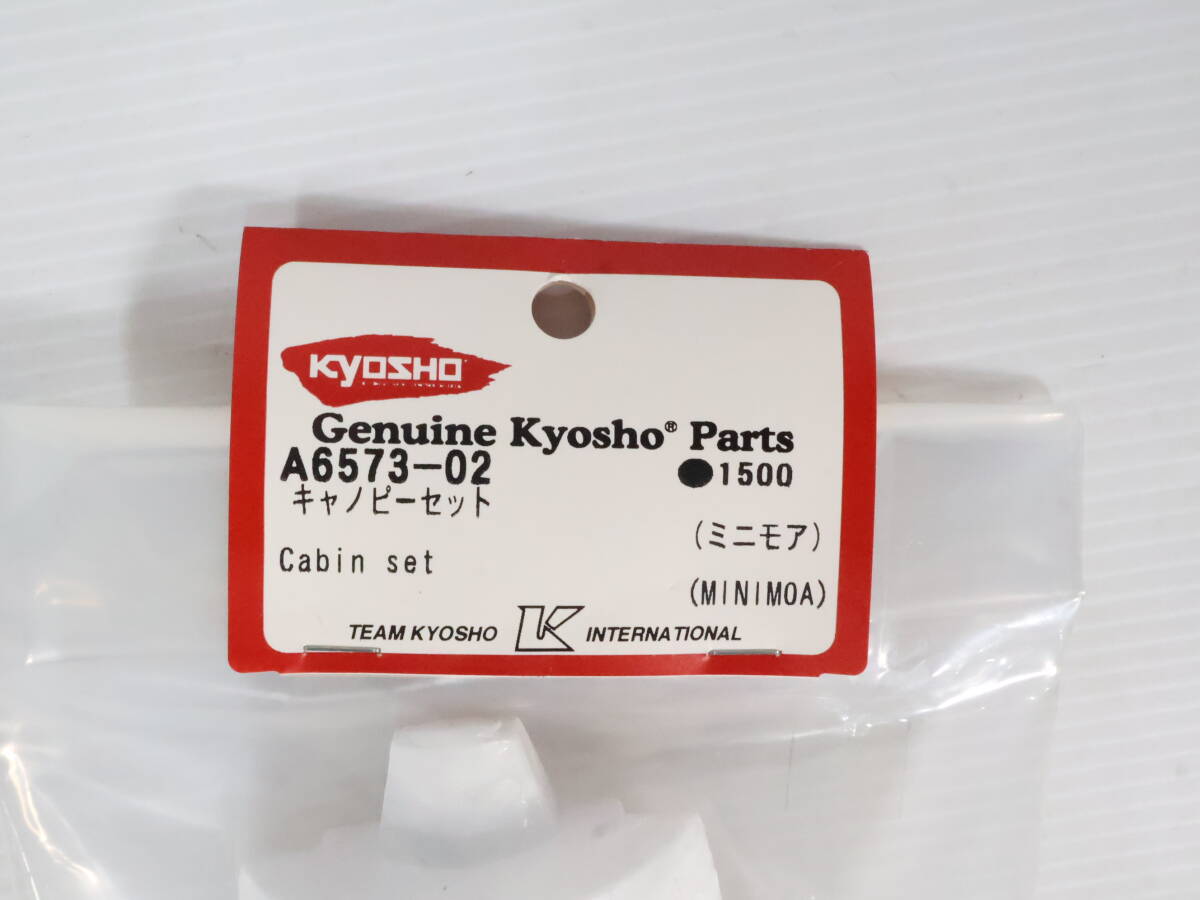 KYOSHO
Genuine Kyosho® Parts
A6573-02 ●1500
キャノピーセット
(ミニモア)
Cabin set
(MINIMOA)
TEAM KYOSHO K INTERNATIONAL